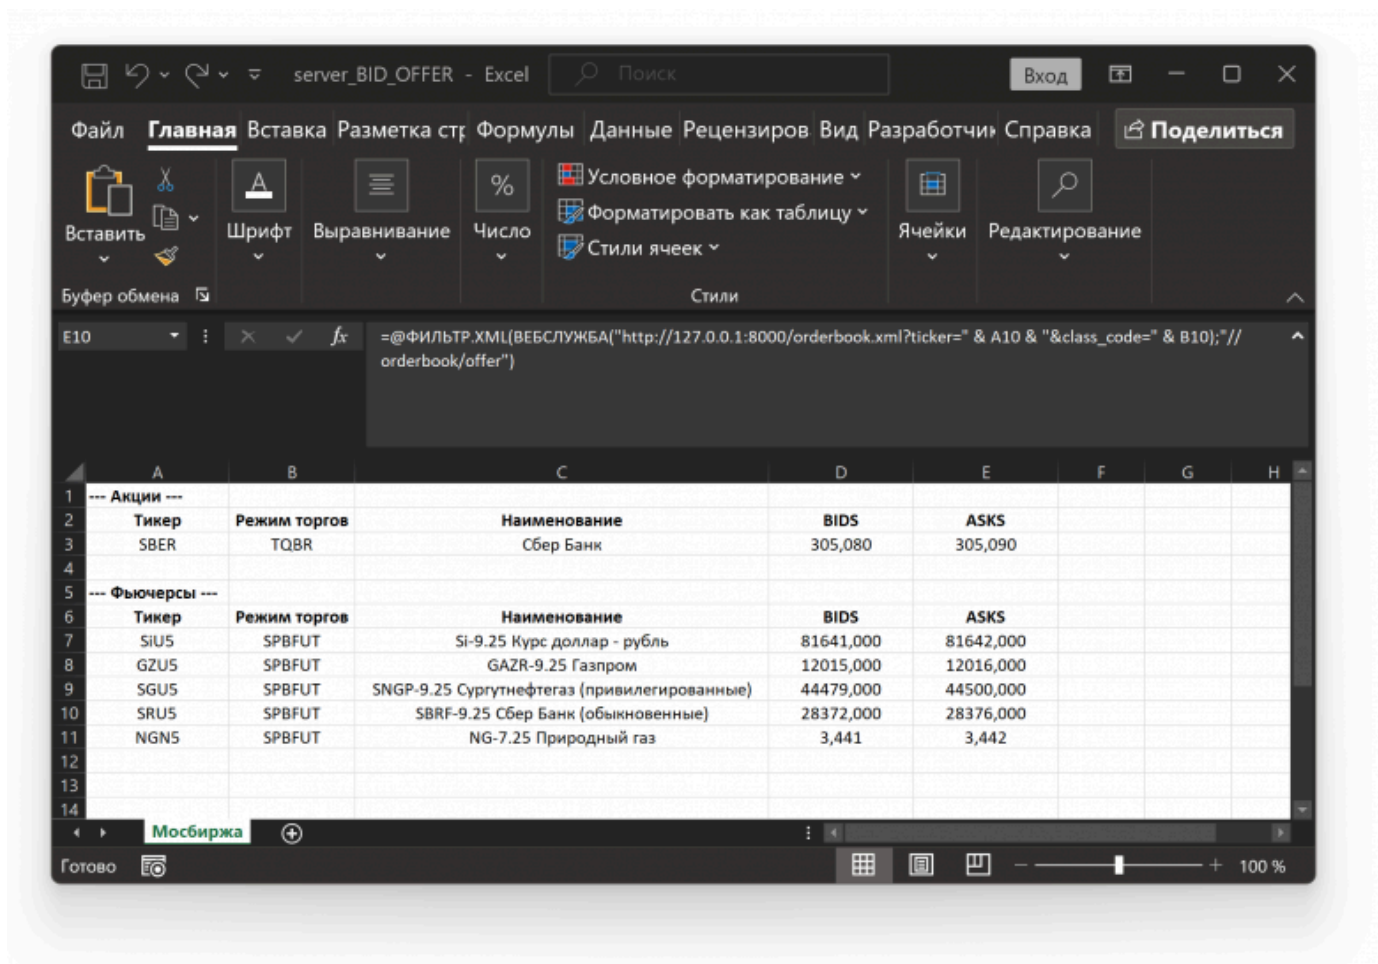 server_BID_OFFER - Excel
Поиск
Вход
Файл Главная Вставка Разметка стр Формулы Данные Рецензиров Вид Разработчи Справка Поделиться
Вставить
Буфер обмена
Шрифт
Выравнивание
Число
Условное форматирование
Форматировать как таблицу
Стили ячеек
Стили
Ячейки
Редактирование
E10
fx
=@ФИЛЬТР.XML(ВЕБСЛУЖБА("http://127.0.0.1:8000/orderbook.xml?ticker=" & A10 & "&class_code=" & B10);"//
orderbook/offer")
A B C D E F G H
1 --- Акции ---
2 Тикер Режим торгов Наименование BIDS ASKS
3 SBER TQBR Сбер Банк 305,080 305,090
4
5 --- Фьючерсы ---
6 Тикер Режим торгов Наименование BIDS ASKS
7 SiU5 SPBFUT Si-9.25 Курс доллар - рубль 81641,000 81642,000
8 GZU5 SPBFUT GAZR-9.25 Газпром 12015,000 12016,000
9 SGU5 SPBFUT SNGP-9.25 Сургутнефтегаз (привилегированные) 44479,000 44500,000
10 SRU5 SPBFUT SBRF-9.25 Сбер Банк (обыкновенные) 28372,000 28376,000
11 NGN5 SPBFUT NG-7.25 Природный газ 3,441 3,442
12
13
14
Мосбиржа
Готово
100 %